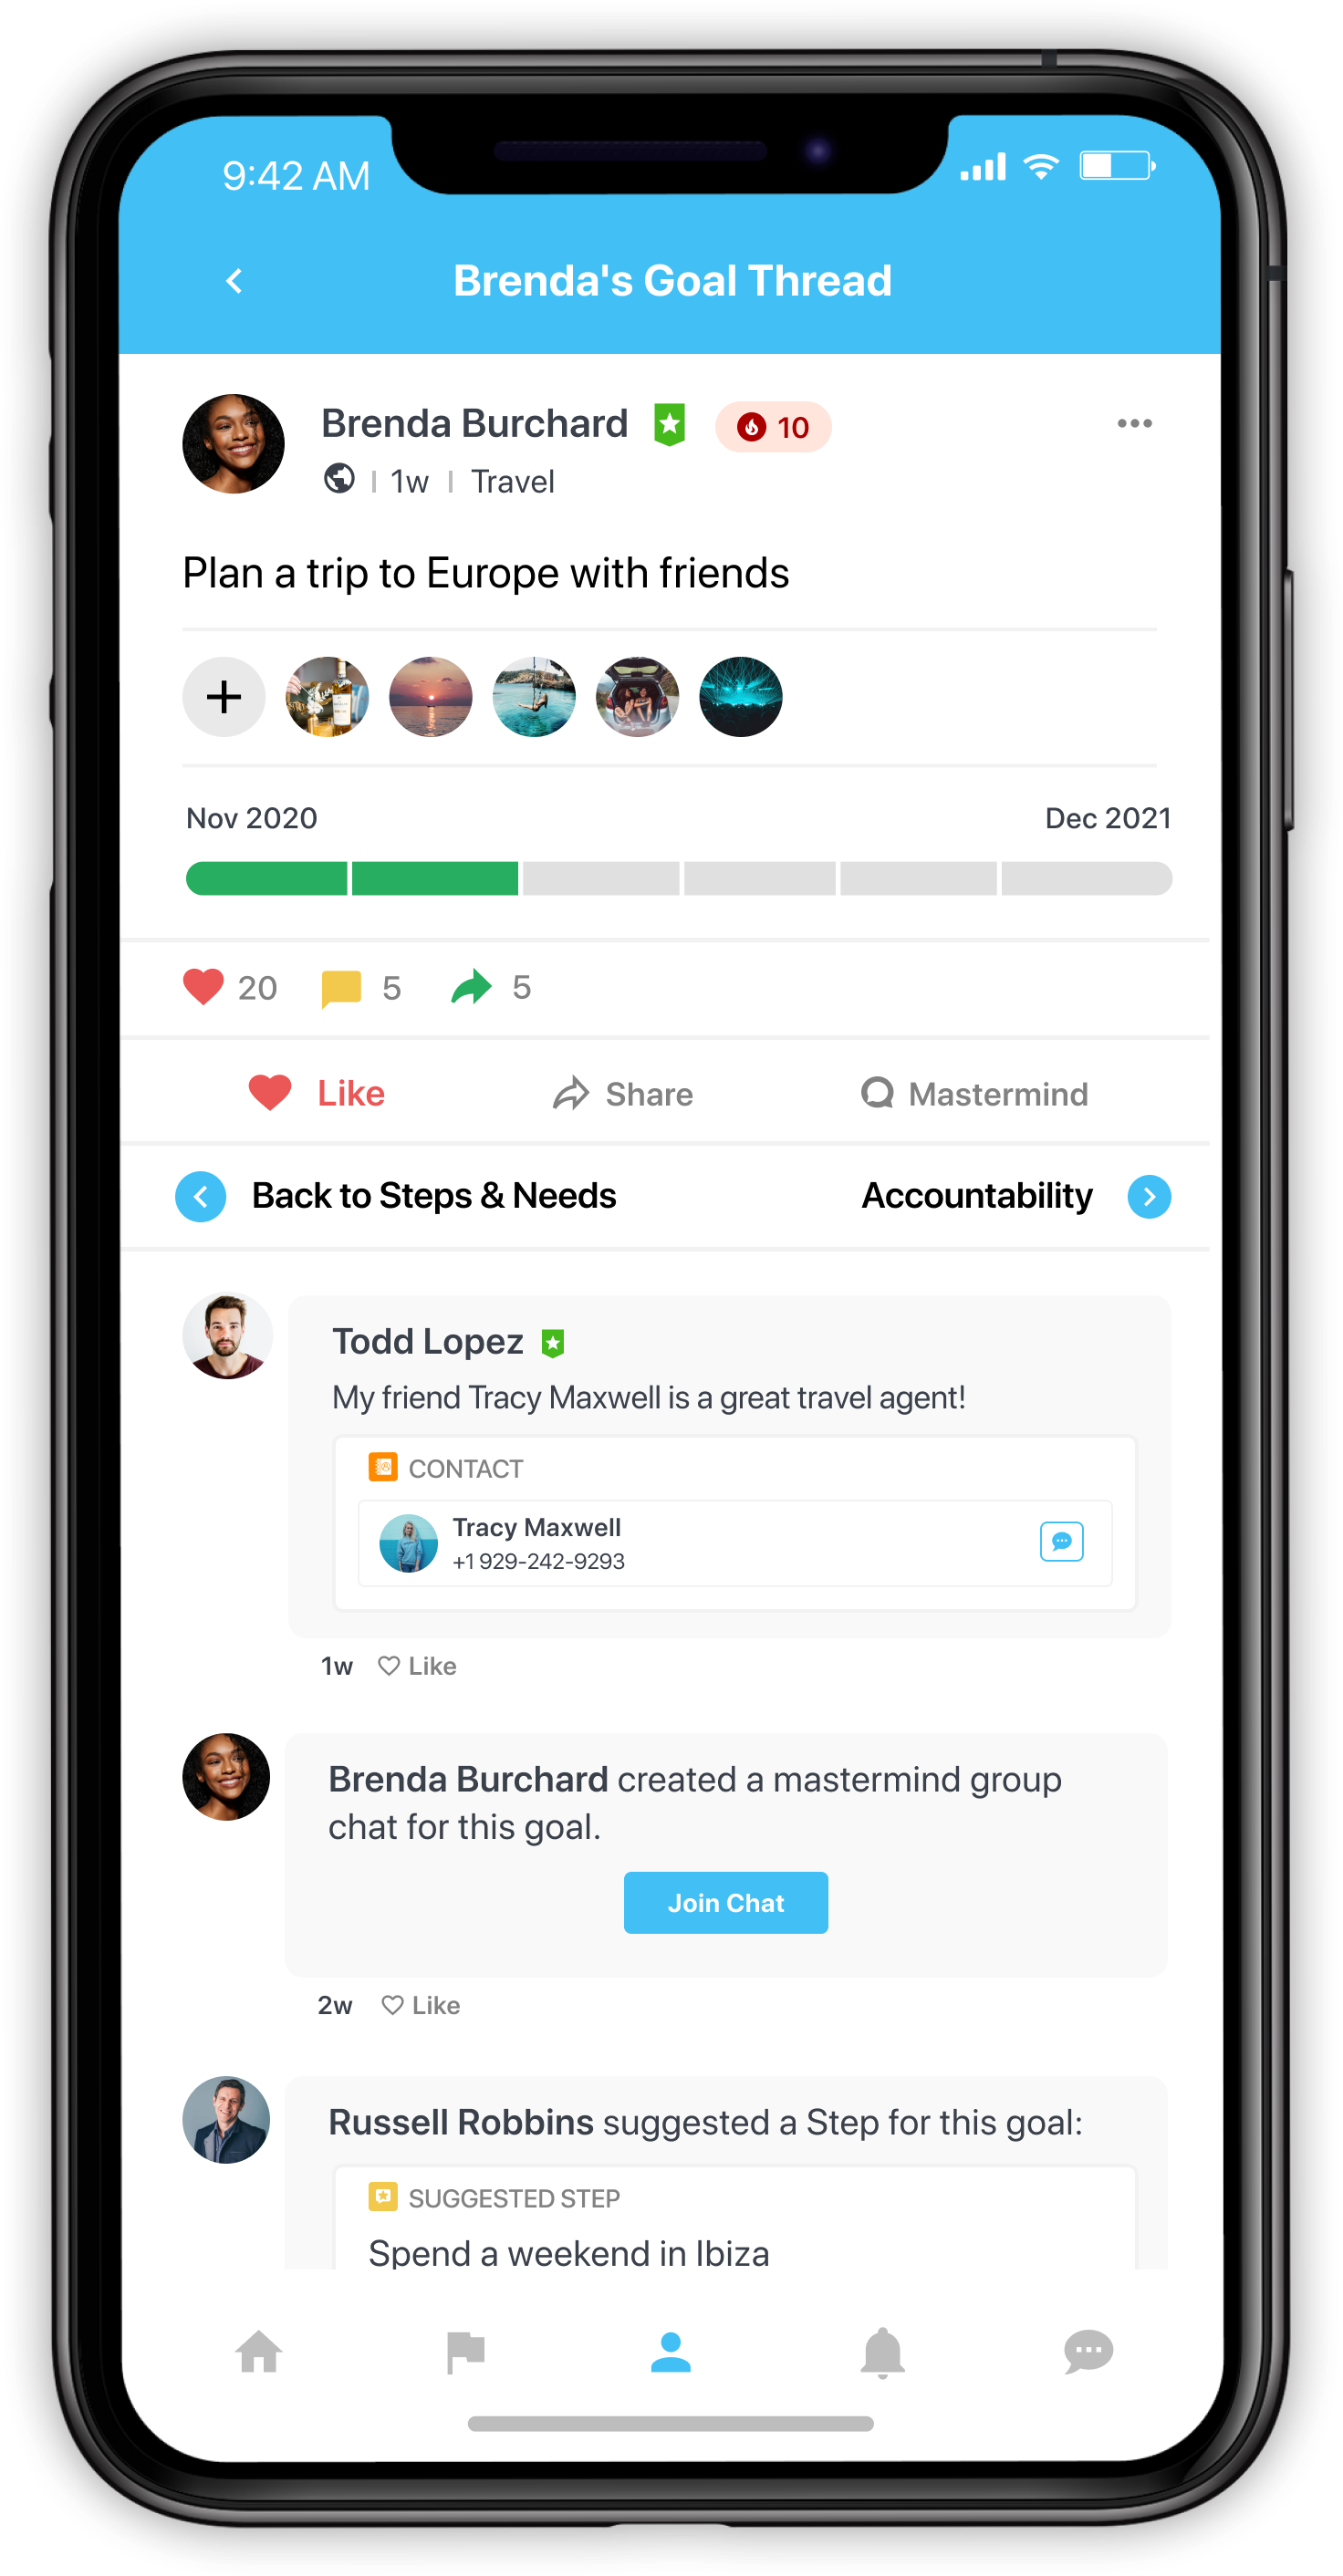 9:42 AM
Brenda's Goal Thread
Brenda Burchard 10
1w Travel
Plan a trip to Europe with friends
Nov 2020 Dec 2021
20 5 5
Like Share Mastermind
Back to Steps & Needs Accountability
Todd Lopez
My friend Tracy Maxwell is a great travel agent!
CONTACT
Tracy Maxwell
+1 929-242-9293
1w Like
Brenda Burchard created a mastermind group
chat for this goal.
Join Chat
2w Like
Russell Robbins suggested a Step for this goal:
SUGGESTED STEP
Spend a weekend in Ibiza